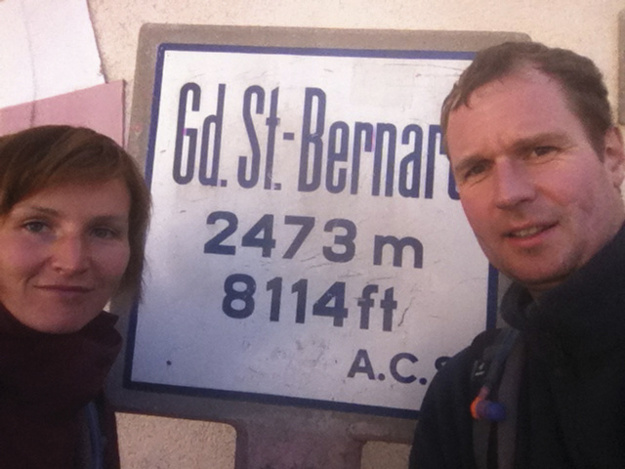 Gd. St.-Bernar
2473 m
8114 ft
A.C.